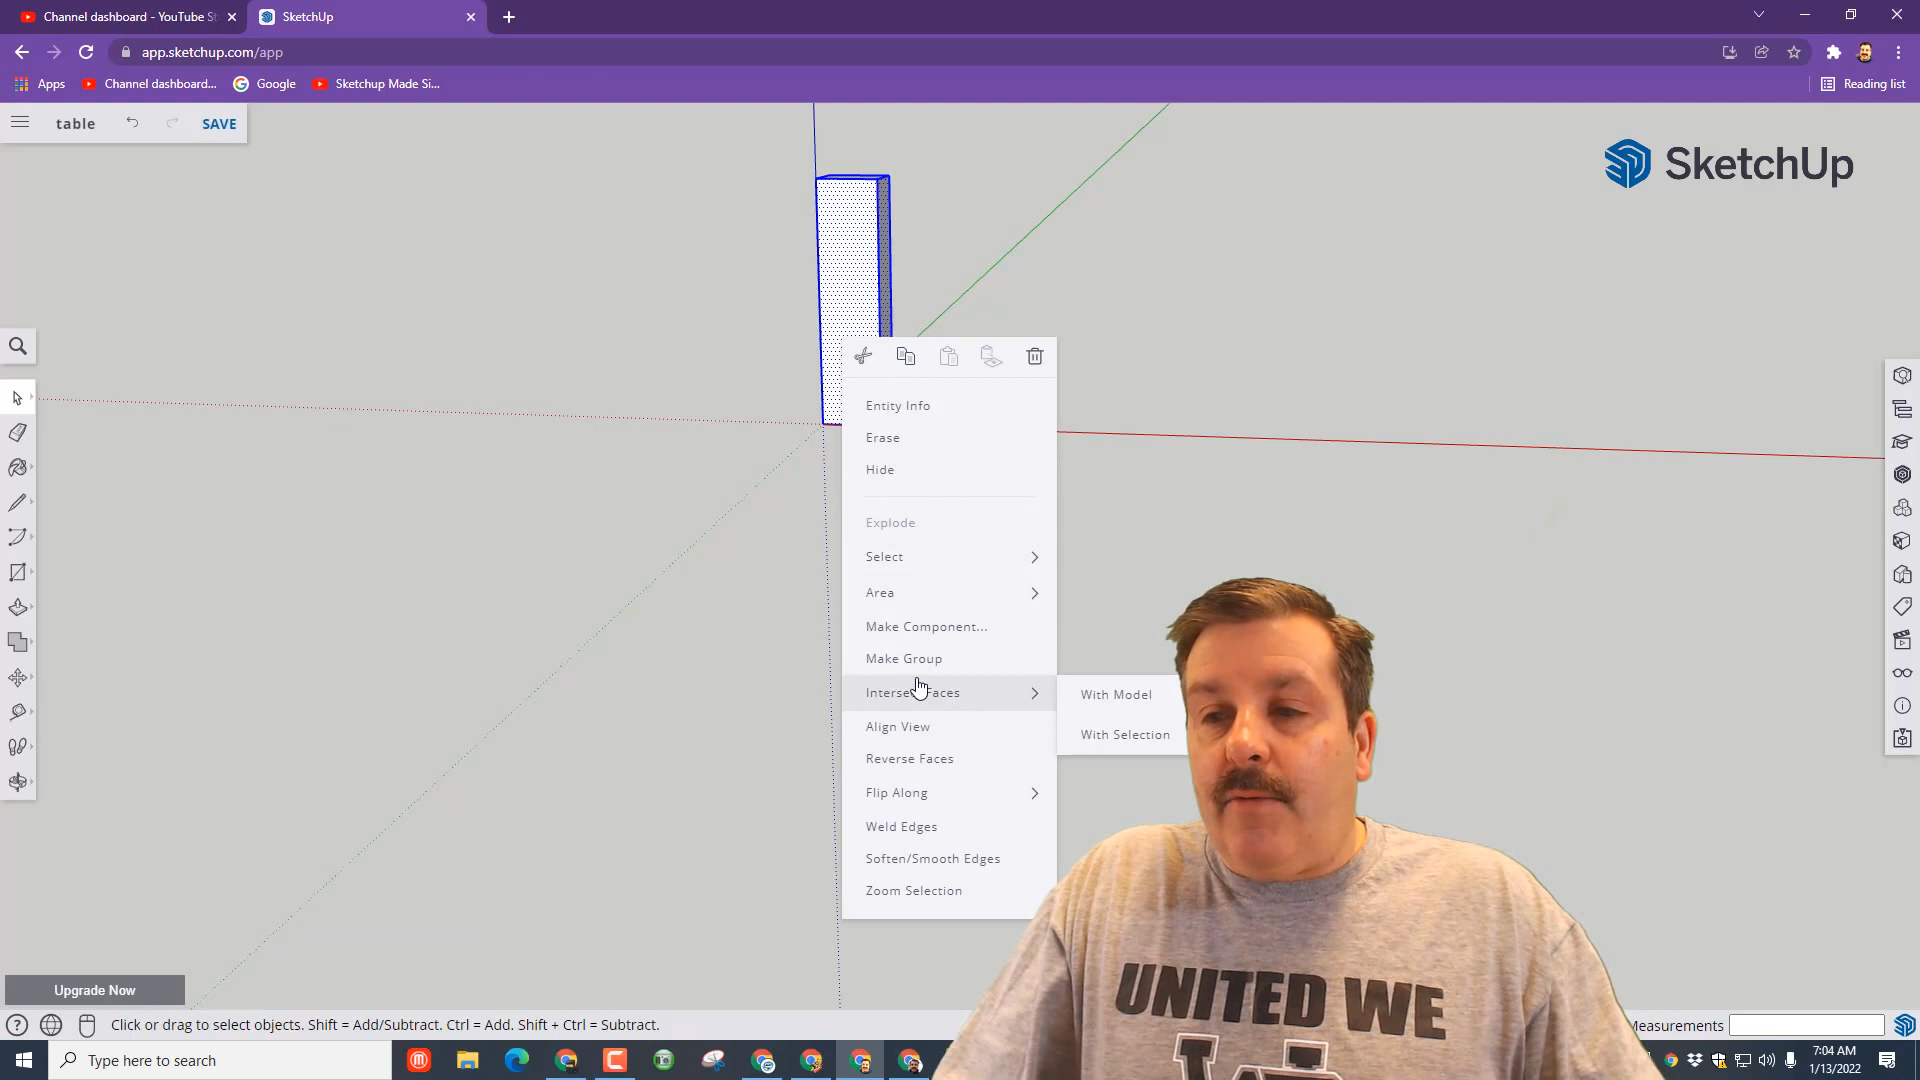 Channel dashboard - YouTube St
SketchUp
app.sketchup.com/app
Apps
Channel dashboard...
Google
Sketchup Made Si...
Reading list
table
SAVE
SketchUp
Entity Info
Erase
Hide
Explode
Select
Area
Make Component...
Make Group
Intersect Faces
With Model
Align View
With Selection
Reverse Faces
Flip Along
Weld Edges
Soften/Smooth Edges
Zoom Selection
Upgrade Now
UNITED WE
Click or drag to select objects. Shift = Add/Subtract. Ctrl = Add. Shift + Ctrl = Subtract.
Measurements
Type here to search
7:04 AM
1/13/2022